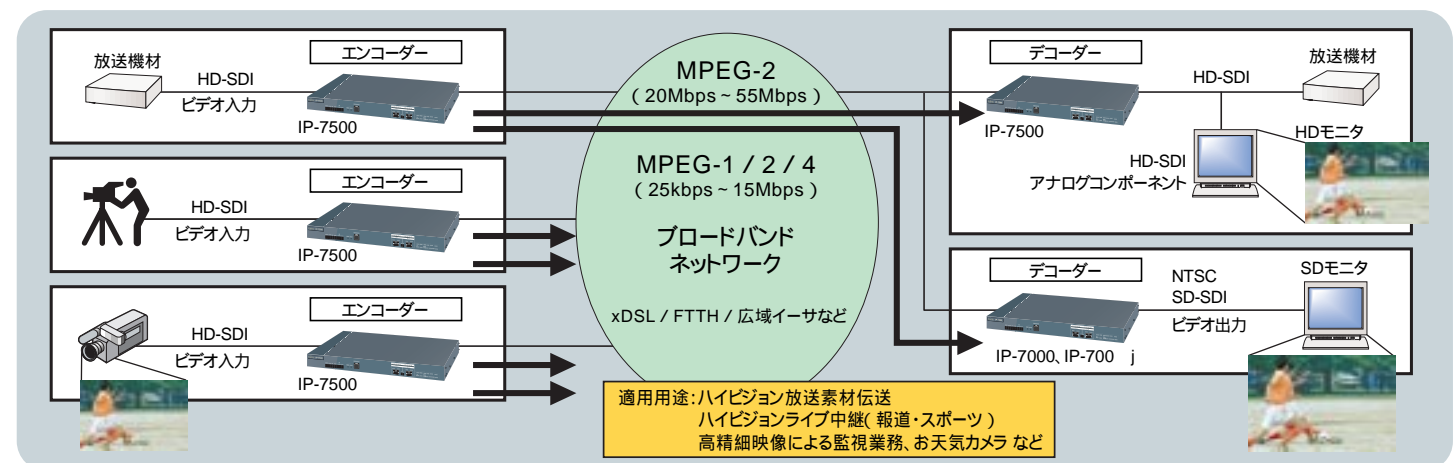 放送機材
HD-SDI
ビデオ入力
エンコーダー
IP-7500
HD-SDI
ビデオ入力
エンコーダー
IP-7500
HD-SDI
ビデオ入力
エンコーダー
IP-7500
MPEG-2
(20Mbps~55Mbps)
MPEG-1 / 2 / 4
(25kbps~15Mbps)
ブロードバンド
ネットワーク
xDSL / FTTH / 広域イーサなど
適用用途:ハイビジョン放送素材伝送
ハイビジョンライブ中継(報道・スポーツ)
高精細映像による監視業務、お天気カメラ など
デコーダー
IP-7500
HD-SDI
放送機材
HDモニタ
HD-SDI
アナログコンポーネント
デコーダー
IP-7000、IP-700 j
NTSC
SD-SDI
ビデオ出力
SDモニタ